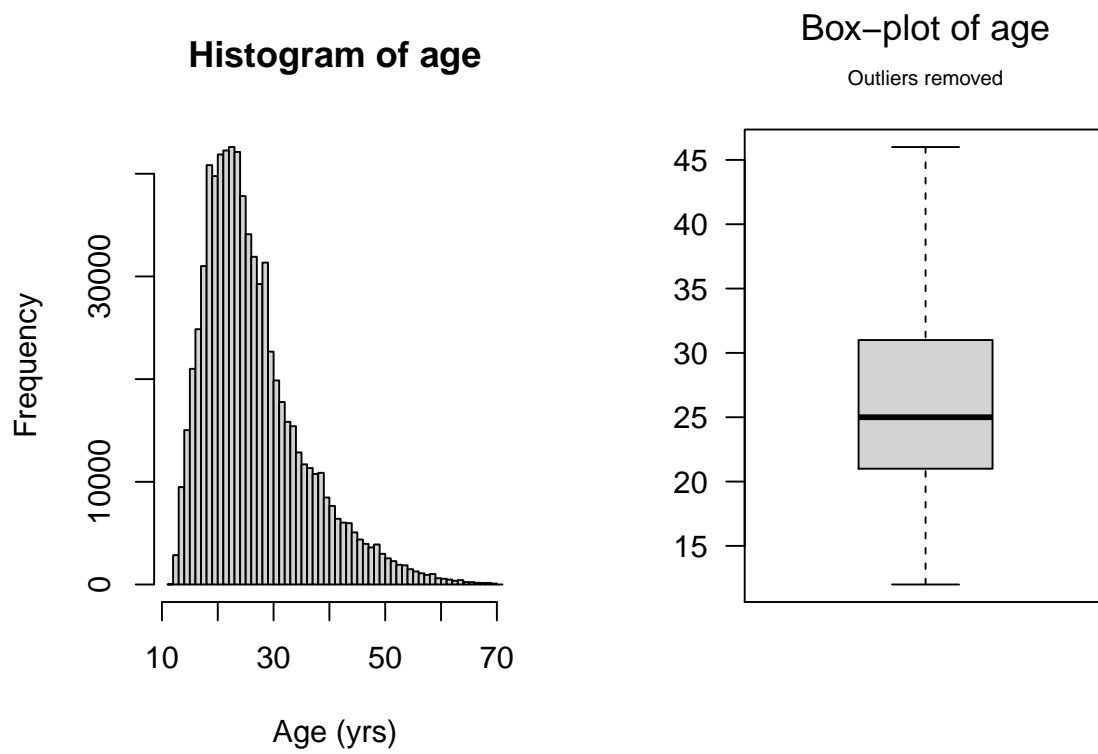 Histogram of age
Frequency
0
10000
30000
10
30
50
70
Age (yrs)
Box−plot of age
Outliers removed
45
40
35
30
25
20
15